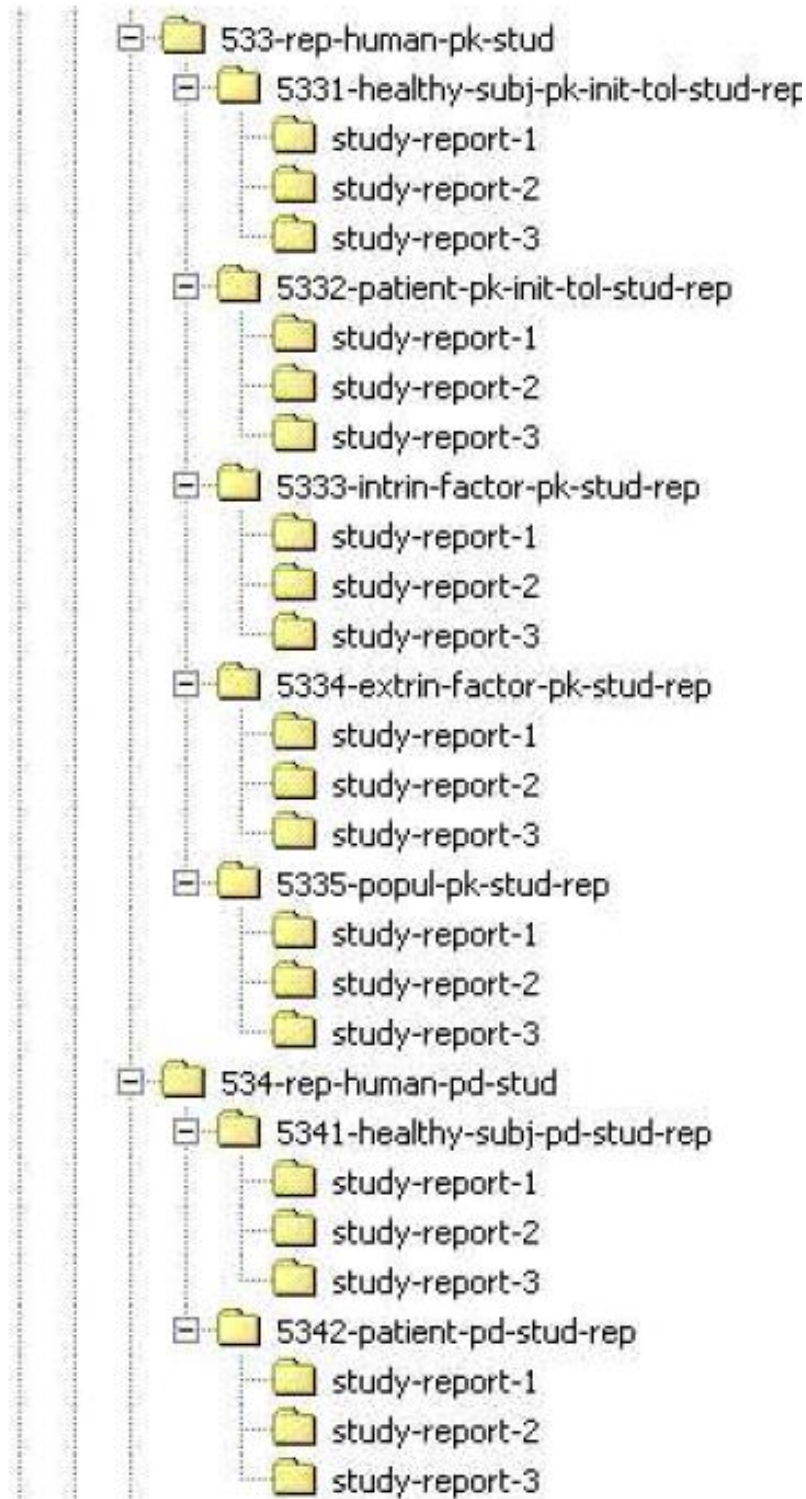 533-rep-human-pk-stud
5331-healthy-subj-pk-init-tol-stud-rep
study-report-1
study-report-2
study-report-3
5332-patient-pk-init-tol-stud-rep
study-report-1
study-report-2
study-report-3
5333-intrin-factor-pk-stud-rep
study-report-1
study-report-2
study-report-3
5334-extrin-factor-pk-stud-rep
study-report-1
study-report-2
study-report-3
5335-popul-pk-stud-rep
study-report-1
study-report-2
study-report-3
534-rep-human-pd-stud
5341-healthy-subj-pd-stud-rep
study-report-1
study-report-2
study-report-3
5342-patient-pd-stud-rep
study-report-1
study-report-2
study-report-3